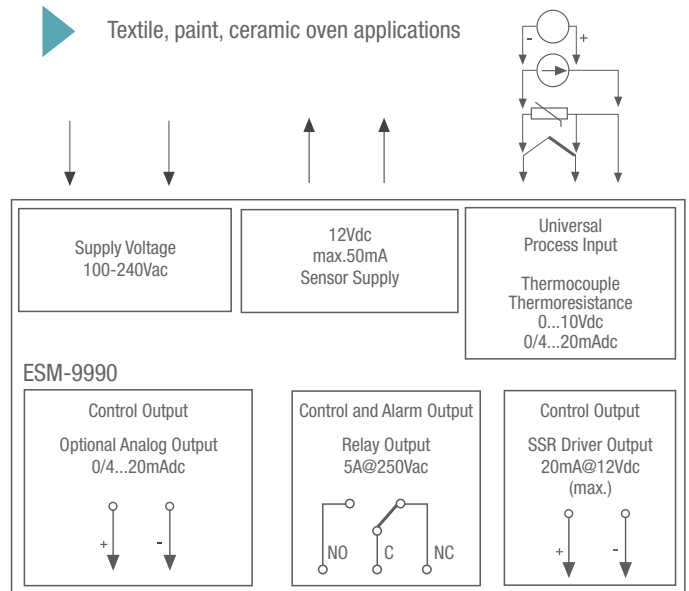 Textile, paint, ceramic oven applications
- +
Supply Voltage
100-240Vac
12Vdc
max.50mA
Sensor Supply
Universal
Process Input
Thermocouple
Thermoresistance
0...10Vdc
0/4...20mAdc
ESM-9990
Control Output
Optional Analog Output
0/4...20mAdc
+ -
Control and Alarm Output
Relay Output
5A@250Vac
NO C NC
Control Output
SSR Driver Output
20mA@12Vdc
(max.)
+ -